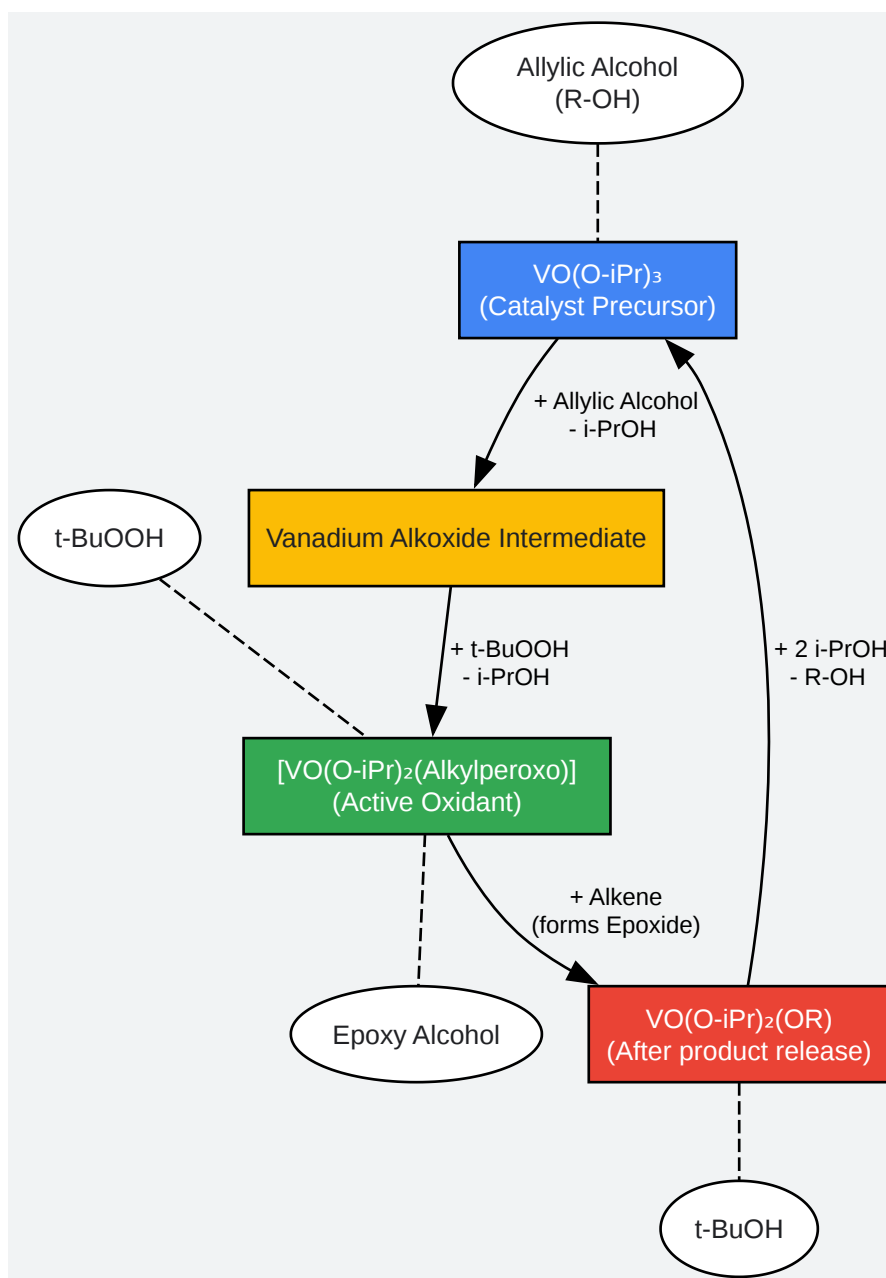 Allylic Alcohol
(R-OH)
VO(O-iPr)₃
(Catalyst Precursor)
+ Allylic Alcohol
- i-PrOH
Vanadium Alkoxide Intermediate
t-BuOOH
+ t-BuOOH
- i-PrOH
+ 2 i-PrOH
- R-OH
[VO(O-iPr)₂(Alkylperoxo)]
(Active Oxidant)
+ Alkene
(forms Epoxide)
Epoxy Alcohol
VO(O-iPr)₂(OR)
(After product release)
t-BuOH